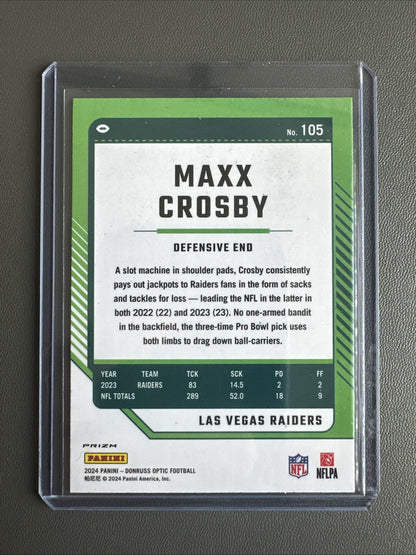 No. 105
MAXX
CROSBY
DEFENSIVE END
A slot machine in shoulder pads, Crosby consistently
pays out jackpots to Raiders fans in the form of sacks
and tackles for loss — leading the NFL in the latter in
both 2022 (22) and 2023 (23). No one-armed bandit
in the backfield, the three-time Pro Bowl pick uses
both limbs to drag down ball-carriers.
YEAR TEAM TCK SCK PD FF
2023 RAIDERS 83 14.5 2 2
NFL TOTALS 289 52.0 18 9
LAS VEGAS RAIDERS
PRIZM
PANINI
2024 PANINI – DONRUSS OPTIC FOOTBALL
帕尼尼 © 2024 Panini America, Inc.
NFL
NFLPA